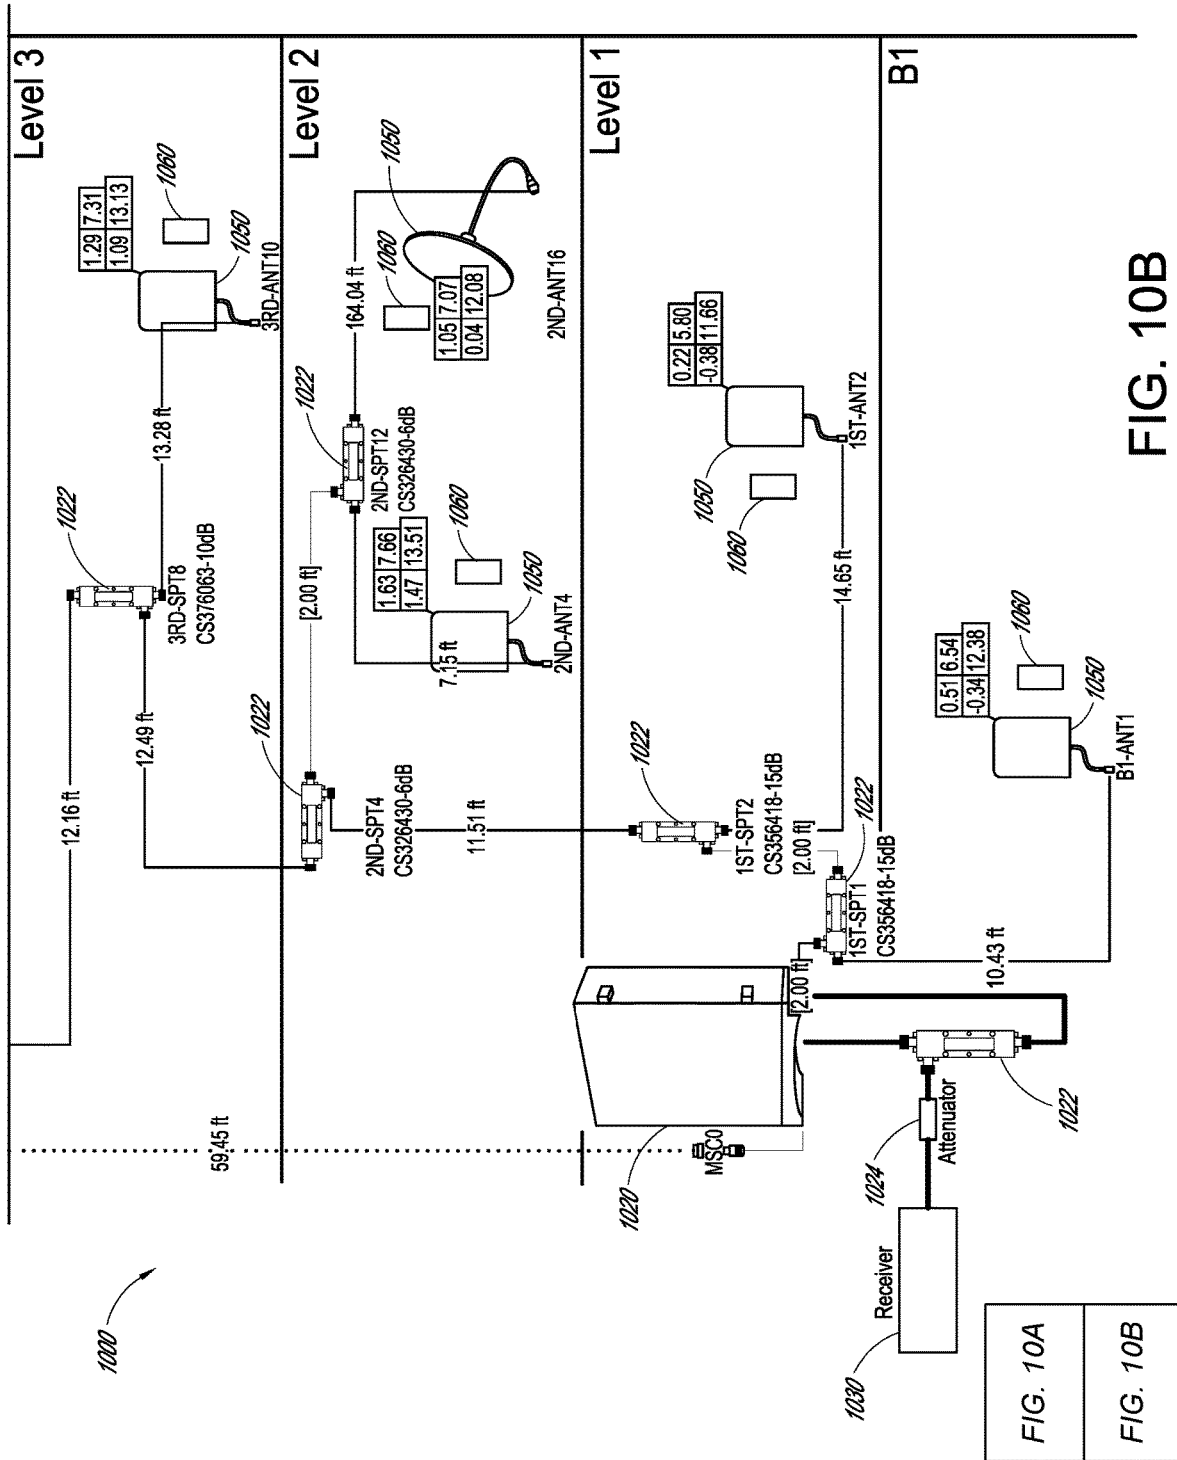 Level 3
1.29 7.31
1.09 13.13
1060
1050
3RD-ANT10
13.28 ft
1022
3RD-SPT8
CS376063-10dB
12.49 ft
12.16 ft
59.45 ft
1000
Level 2
1050
1060
1.05 7.07
0.04 12.08
2ND-ANT16
164.04 ft
1022
2ND-SPT12
CS326430-6dB
[2.00 ft]
1.63 7.66
1.47 13.51
1060
1050
7.15 ft
2ND-ANT4
1022
2ND-SPT4
CS326430-6dB
11.51 ft
Level 1
0.22 5.80
-0.38 11.66
1050
1060
1ST-ANT2
14.65 ft
1022
1ST-SPT2
CS356418-15dB
[2.00 ft]
1022
1ST-SPT1
CS356418-15dB
[2.00 ft]
MSC0
1020
B1
0.51 6.54
-0.34 12.38
1060
1050
B1-ANT1
10.43 ft
1022
Attenuator
1024
Receiver
1030
FIG. 10A
FIG. 10B
FIG. 10B